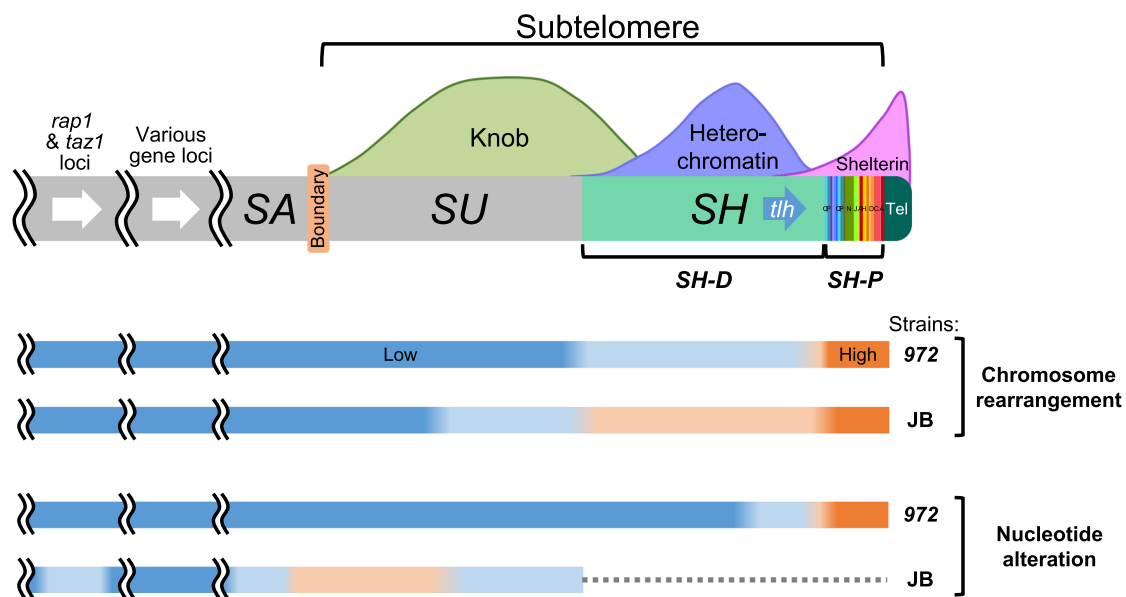 Subtelomere
rap1
& taz1
loci
Various
gene loci
Knob
Hetero-
chromatin
Shelterin
SA
Boundary
SU
SH
tlh
Tel
SH-D
SH-P
Strains:
Low
High
972
JB
Chromosome
rearrangement
972
JB
Nucleotide
alteration